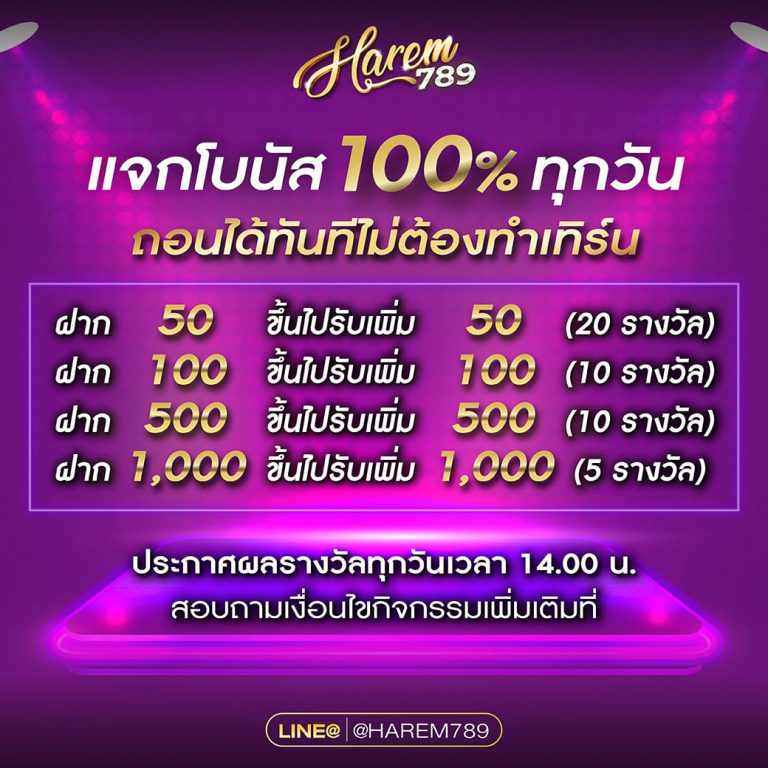 Harem
789
แจกโบนัส 100% ทุกวัน
ถอนได้ทันทีไม่ต้องทำเทิร์น
ฝาก 50 ขึ้นไปรับเพิ่ม 50 (20 รางวัล)
ฝาก 100 ขึ้นไปรับเพิ่ม 100 (10 รางวัล)
ฝาก 500 ขึ้นไปรับเพิ่ม 500 (10 รางวัล)
ฝาก 1,000 ขึ้นไปรับเพิ่ม 1,000 (5 รางวัล)
ประกาศผลรางวัลทุกวันเวลา 14.00 น.
สอบถามเงื่อนไขกิจกรรมเพิ่มเติมที่
LINE@ | @HAREM789